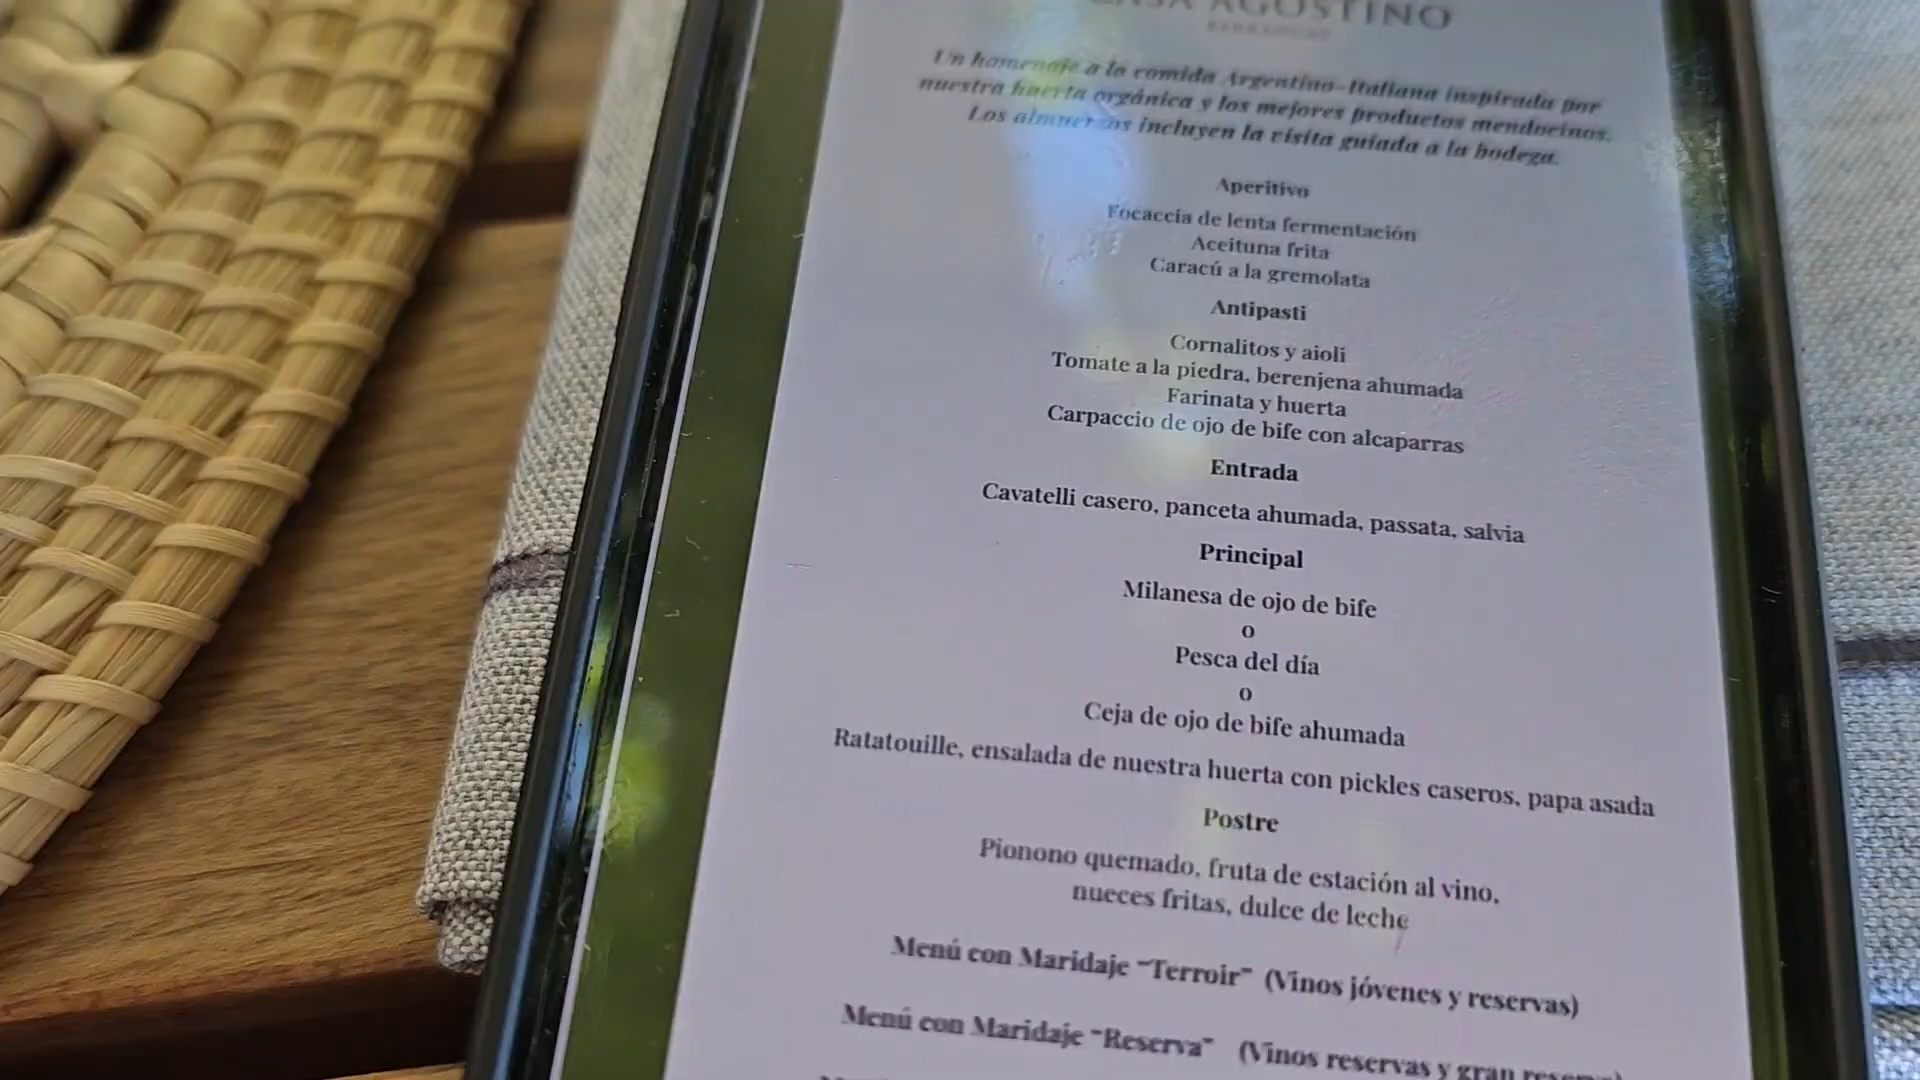 AGOSTINO
Un homenaje a la comida Argentino-Italiana inspirada por
nuestra huerta orgánica y los mejores productos mendocinos.
Los almuerzos incluyen la visita guiada a la bodega.
Aperitivo
Focaccia de lenta fermentación
Aceituna frita
Caracú a la gremolata
Antipasti
Cornalitos y aioli
Tomate a la piedra, berenjena ahumada
Farinata y huerta
Carpaccio de ojo de bife con alcaparras
Entrada
Cavatelli casero, panceta ahumada, passata, salvia
Principal
Milanesa de ojo de bife
o
Pesca del día
o
Ceja de ojo de bife ahumada
Ratatouille, ensalada de nuestra huerta con pickles caseros, papa asada
Postre
Pionono quemado, fruta de estación al vino,
nueces fritas, dulce de leche
Menú con Maridaje “Terroir” (Vinos jóvenes y reservas)
Menú con Maridaje “Reserva” (Vinos reservas y gran